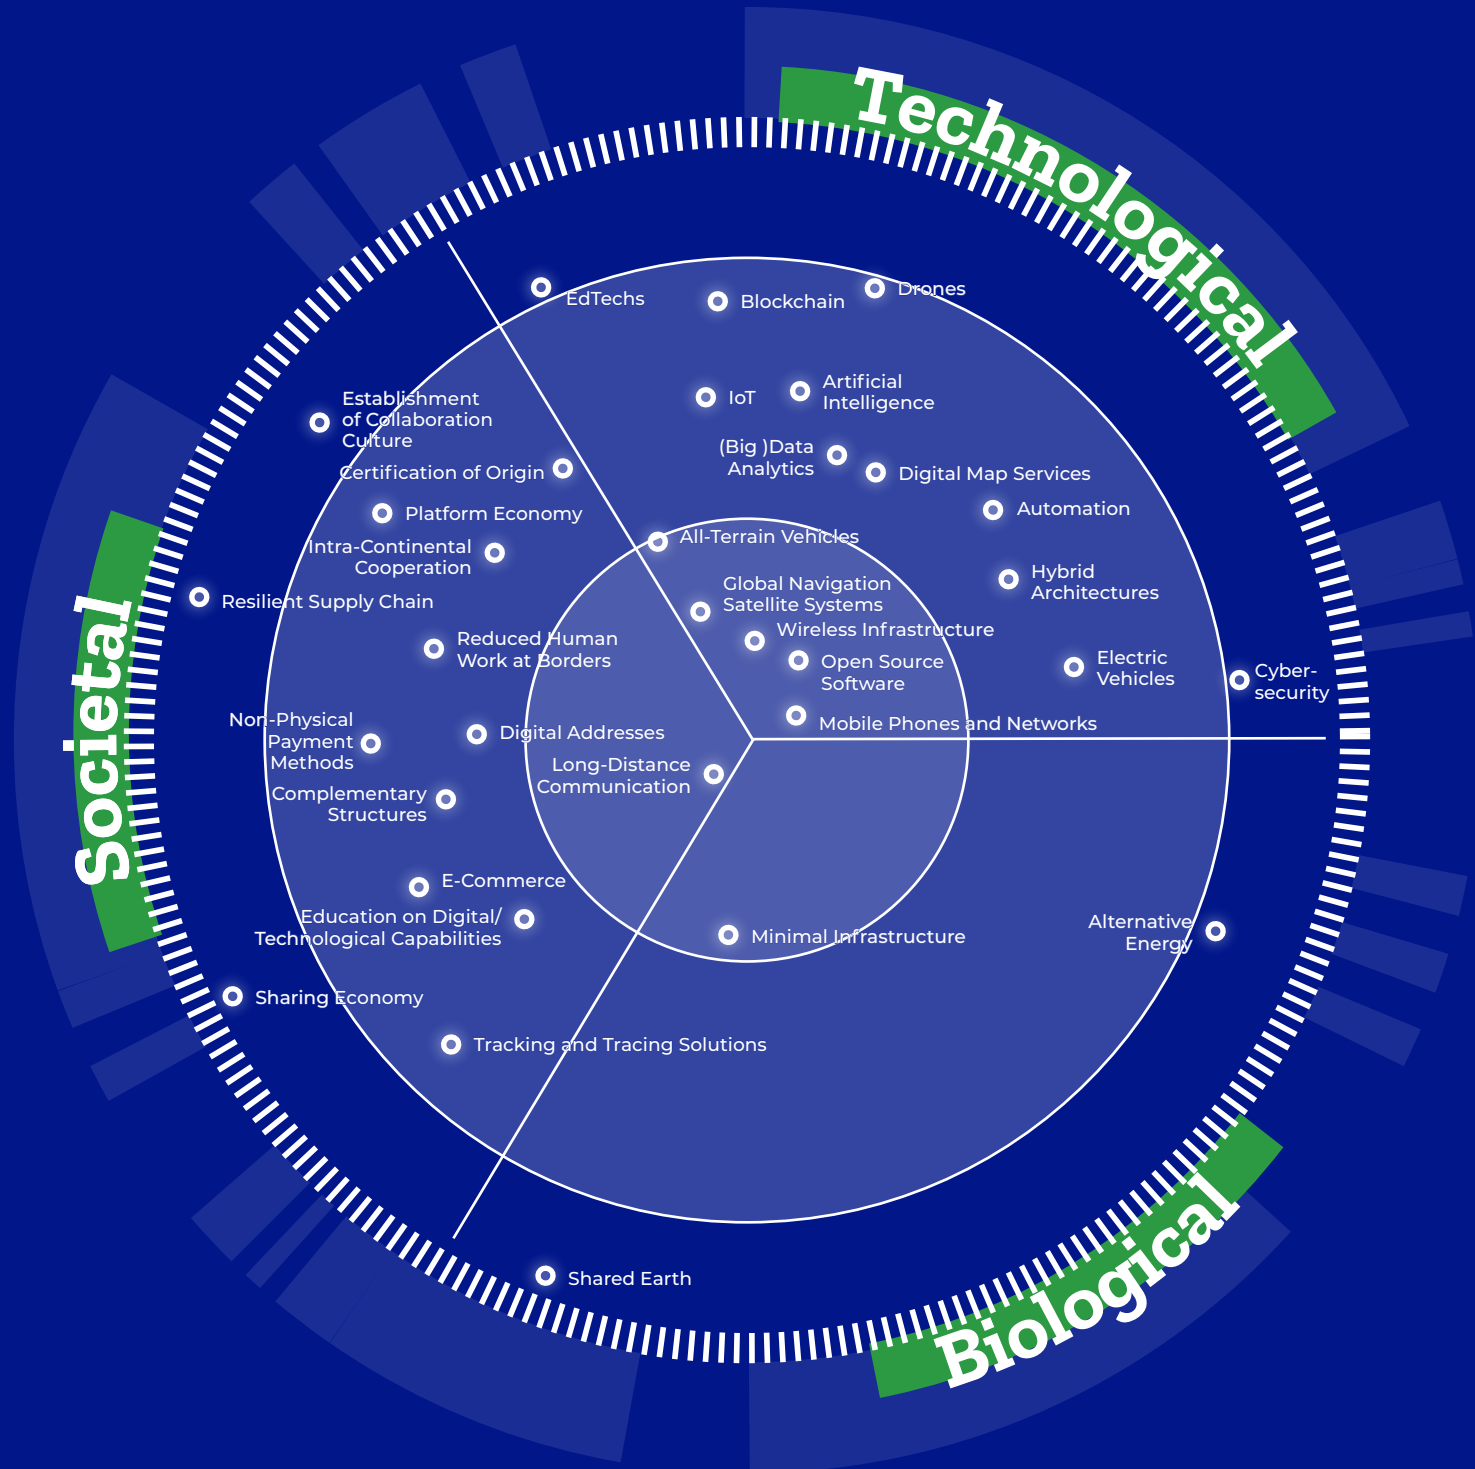 Technological
EdTechs
Blockchain
Drones
IoT
Artificial
Intelligence
(Big )Data
Analytics
Digital Map Services
Automation
All-Terrain Vehicles
Hybrid
Architectures
Global Navigation
Satellite Systems
Wireless Infrastructure
Open Source
Software
Electric
Vehicles
Cyber-
security
Mobile Phones and Networks
Societal
Establishment
of Collaboration
Culture
Certification of Origin
Platform Economy
Intra-Continental
Cooperation
Resilient Supply Chain
Reduced Human
Work at Borders
Non-Physical
Payment
Methods
Digital Addresses
Long-Distance
Communication
Complementary
Structures
E-Commerce
Education on Digital/
Technological Capabilities
Sharing Economy
Tracking and Tracing Solutions
Minimal Infrastructure
Alternative
Energy
Shared Earth
Biological